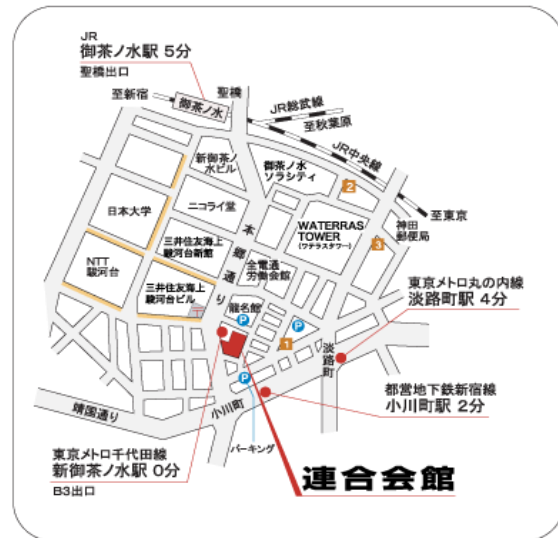 JR
御茶ノ水駅 5分
聖橋出口
至新宿
聖橋
御茶ノ水
JR総武線
至秋葉原
JR中央線
新御茶ノ
水ビル
御茶ノ水
ソラシティ
2
至東京
日本大学
ニコライ堂
本郷通り
WATERRAS
TOWER
(ワテラスタワー)
神田
郵便局
3
三井住友海上
駿河台新館
NTT
駿河台
全電通
労働会館
三井住友海上
駿河台ビル
龍名館
P
P
1
東京メトロ丸の内線
淡路町駅 4分
淡路町
P
都営地下鉄新宿線
小川町駅 2分
靖国通り
小川町
パーキング
東京メトロ千代田線
新御茶ノ水駅 0分
B3出口
連合会館